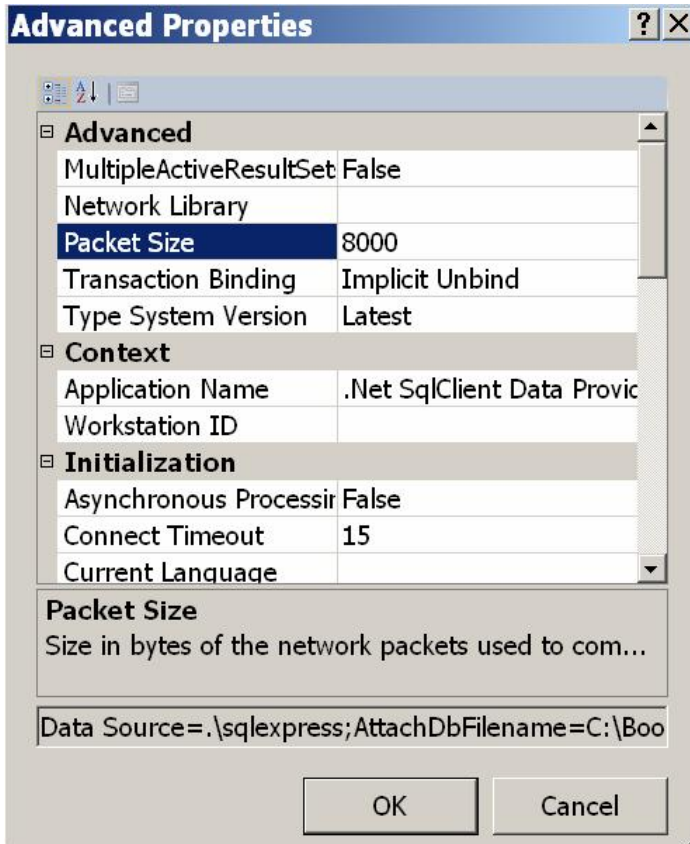 Advanced Properties
Advanced
MultipleActiveResultSet False
Network Library
Packet Size 8000
Transaction Binding Implicit Unbind
Type System Version Latest
Context
Application Name .Net SqlClient Data Provid
Workstation ID
Initialization
Asynchronous Processin False
Connect Timeout 15
Current Language
Packet Size
Size in bytes of the network packets used to com...
Data Source=.\sqlexpress;AttachDbFilename=C:\Boo
OK Cancel